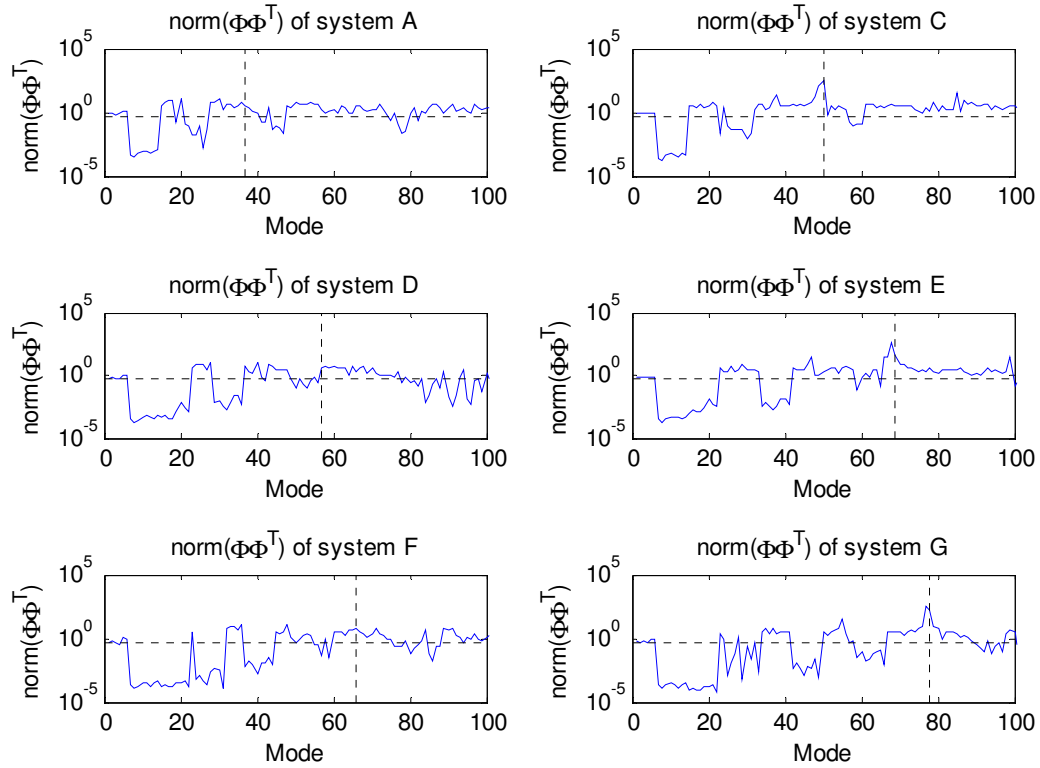 norm(ΦΦ^T) of system A
norm(ΦΦ^T)
10^5
10^0
10^-5
0 20 40 60 80 100
Mode
norm(ΦΦ^T) of system C
norm(ΦΦ^T)
10^5
10^0
10^-5
0 20 40 60 80 100
Mode
norm(ΦΦ^T) of system D
norm(ΦΦ^T)
10^5
10^0
10^-5
0 20 40 60 80 100
Mode
norm(ΦΦ^T) of system E
norm(ΦΦ^T)
10^5
10^0
10^-5
0 20 40 60 80 100
Mode
norm(ΦΦ^T) of system F
norm(ΦΦ^T)
10^5
10^0
10^-5
0 20 40 60 80 100
Mode
norm(ΦΦ^T) of system G
norm(ΦΦ^T)
10^5
10^0
10^-5
0 20 40 60 80 100
Mode